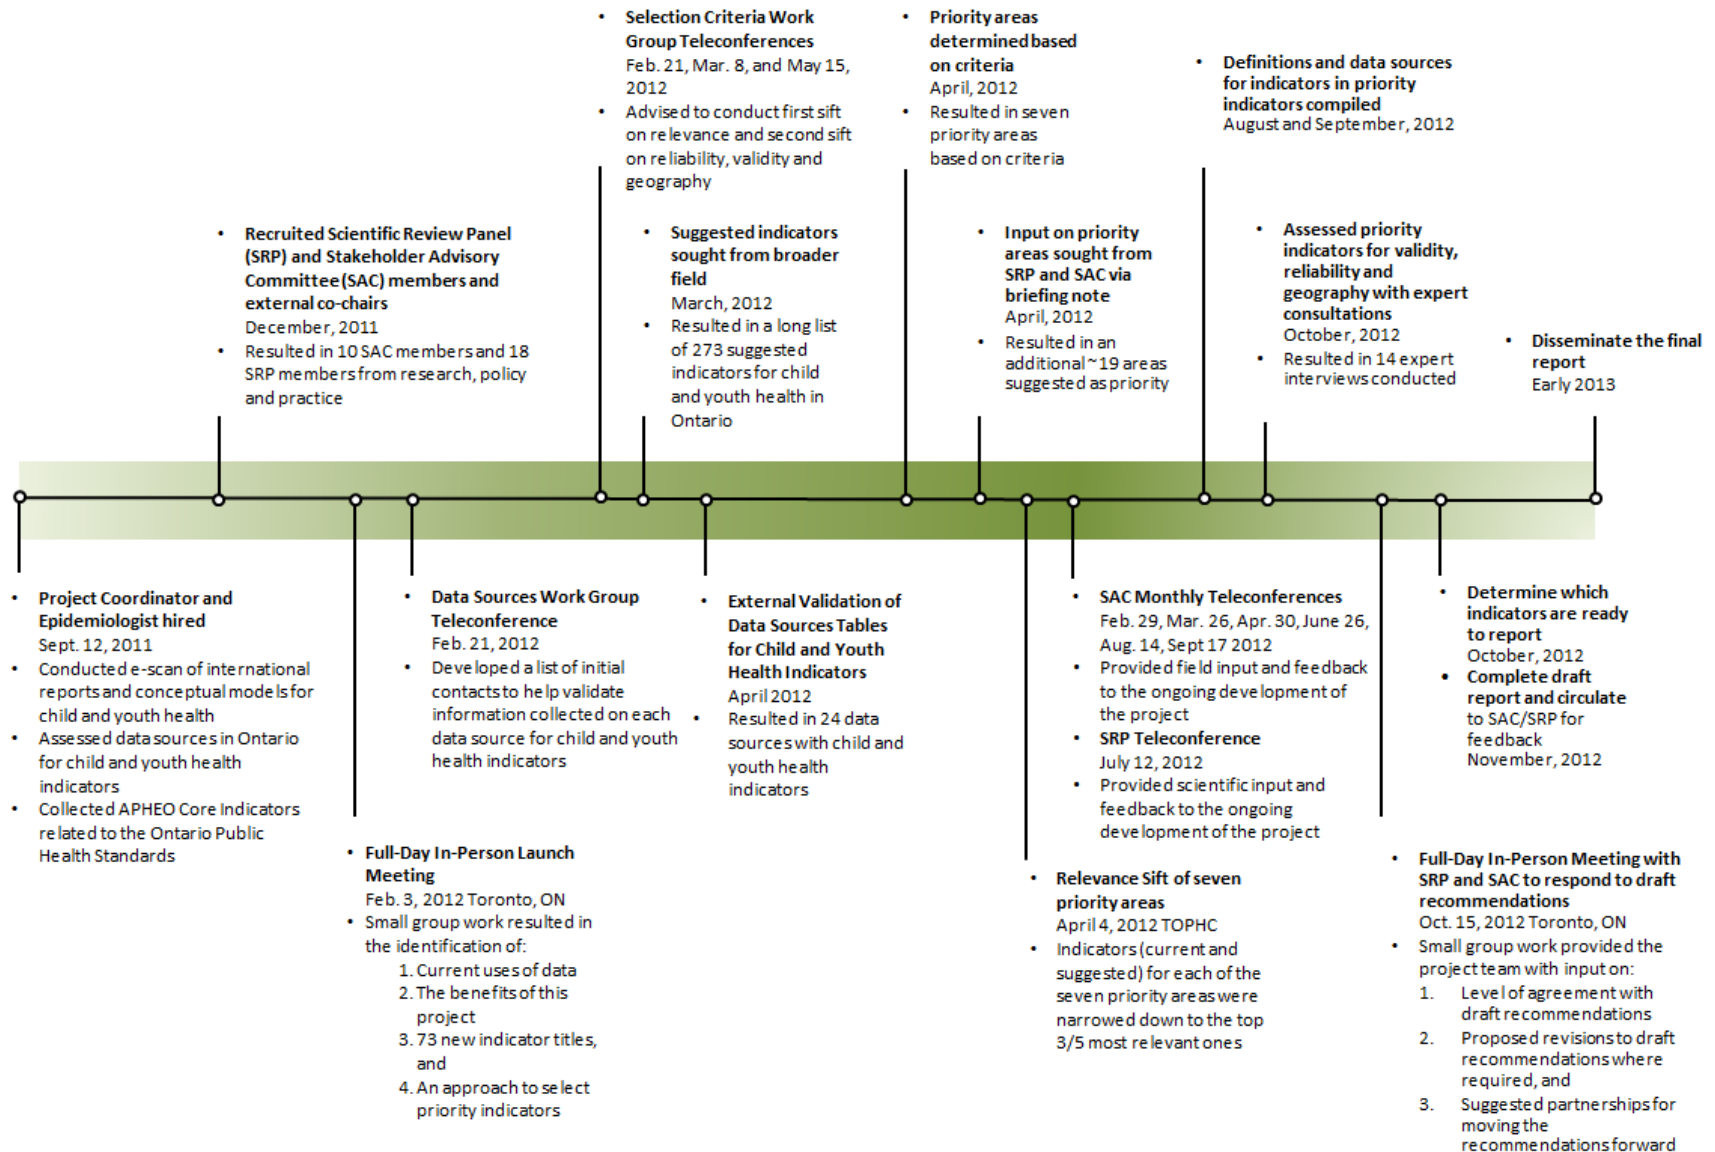 • Selection Criteria Work
Group Teleconferences
Feb. 21, Mar. 8, and May 15,
2012
• Advised to conduct first sift
on relevance and second sift
on reliability, validity and
geography
• Priority areas
determined based
on criteria
April, 2012
• Resulted in seven
priority areas
based on criteria
• Definitions and data sources
for indicators in priority
indicators compiled
August and September, 2012
• Recruited Scientific Review Panel
(SRP) and Stakeholder Advisory
Committee (SAC) members and
external co-chairs
December, 2011
• Resulted in 10 SAC members and 18
SRP members from research, policy
and practice
• Suggested indicators
sought from broader
field
March, 2012
• Resulted in a long list
of 273 suggested
indicators for child
and youth health in
Ontario
• Input on priority
areas sought from
SRP and SAC via
briefing note
April, 2012
• Resulted in an
additional ~19 areas
suggested as priority
• Assessed priority
indicators for validity,
reliability and
geography with expert
consultations
October, 2012
• Resulted in 14 expert
interviews conducted
• Disseminate the final
report
Early 2013
• Project Coordinator and
Epidemiologist hired
Sept. 12, 2011
• Conducted e-scan of international
reports and conceptual models for
child and youth health
• Assessed data sources in Ontario
for child and youth health
indicators
• Collected APHEO Core Indicators
related to the Ontario Public
Health Standards
• Full-Day In-Person Launch
Meeting
Feb. 3, 2012 Toronto, ON
• Small group work resulted in
the identification of:
1. Current uses of data
2. The benefits of this
project
3. 73 new indicator titles,
and
4. An approach to select
priority indicators
• Data Sources Work Group
Teleconference
Feb. 21, 2012
• Developed a list of initial
contacts to help validate
information collected on each
data source for child and youth
health indicators
• External Validation of
Data Sources Tables
for Child and Youth
Health Indicators
April 2012
• Resulted in 24 data
sources with child and
youth health
indicators
• SAC Monthly Teleconferences
Feb. 29, Mar. 26, Apr. 30, June 26,
Aug. 14, Sept 17 2012
• Provided field input and feedback
to the ongoing development of
the project
• SRP Teleconference
July 12, 2012
• Provided scientific input and
feedback to the ongoing
development of the project
• Relevance Sift of seven
priority areas
April 4, 2012 TOPHC
• Indicators (current and
suggested) for each of the
seven priority areas were
narrowed down to the top
3/5 most relevant ones
• Determine which
indicators are ready
to report
October, 2012
• Complete draft
report and circulate
to SAC/SRP for
feedback
November, 2012
• Full-Day In-Person Meeting with
SRP and SAC to respond to draft
recommendations
Oct. 15, 2012 Toronto, ON
• Small group work provided the
project team with input on:
1. Level of agreement with
draft recommendations
2. Proposed revisions to draft
recommendations where
required, and
3. Suggested partnerships for
moving the
recommendations forward